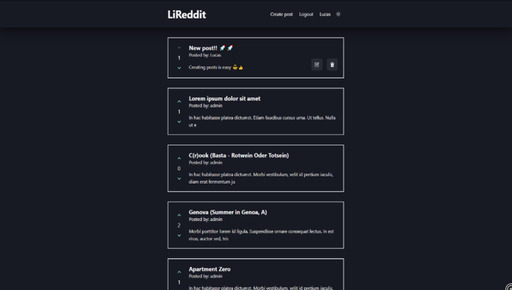 LiReddit
Create post Logout Lucas
New post!! 🚀 🚀
Posted by: Lucas
1
Creating posts is easy 😁👍
Lorem ipsum dolor sit amet
Posted by: admin
1
In hac habitasse platea dictumst. Etiam faucibus cursus urna. Ut tellus. Nulla
ut e
C(r)ook (Basta - Rotwein Oder Totsein)
Posted by: admin
0
In hac habitasse platea dictumst. Morbi vestibulum, velit id pretium iaculis,
diam erat fermentum ju
Genova (Summer in Genoa, A)
Posted by: admin
2
Morbi porttitor lorem id ligula. Suspendisse ornare consequat lectus. In est
risus, auctor sed, tris
Apartment Zero
Posted by: admin
1
In hac habitasse platea dictumst. Morbi vestibulum, velit id pretium iaculis,